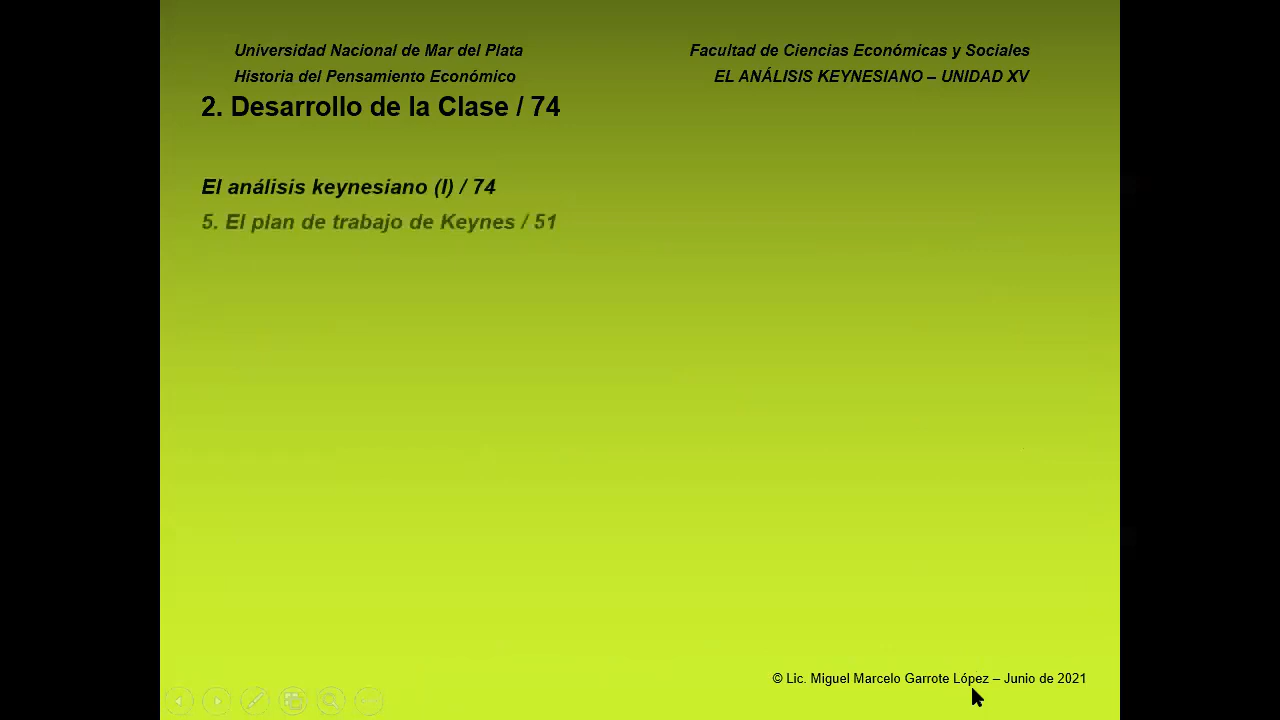 Universidad Nacional de Mar del Plata
Facultad de Ciencias Económicas y Sociales
Historia del Pensamiento Económico
EL ANÁLISIS KEYNESIANO – UNIDAD XV
2. Desarrollo de la Clase / 74
El análisis keynesiano (I) / 74
5. El plan de trabajo de Keynes / 51
© Lic. Miguel Marcelo Garrote López – Junio de 2021